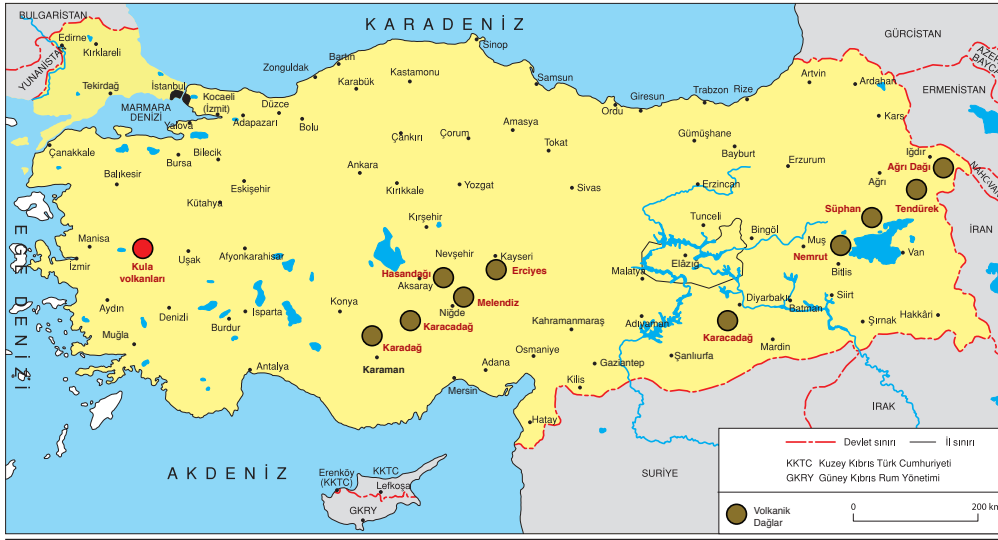 KARADENİZ
BULGARİSTAN
YUNANİSTAN
GÜRCİSTAN
AZER
BAYC
ERMENİSTAN
NAHCIVAN
İRAN
IRAK
SURİYE
EGE DENİZİ
AKDENİZ
MARMARA
DENİZİ
Edirne
Kırklareli
Tekirdağ
İstanbul
Kocaeli
(İzmit)
Yalova
Adapazarı
Düzce
Zonguldak
Bartın
Karabük
Bolu
Kastamonu
Sinop
Samsun
Çankırı
Çorum
Amasya
Tokat
Ordu
Giresun
Trabzon
Rize
Artvin
Ardahan
Kars
Iğdır
Gümüşhane
Bayburt
Erzurum
Erzincan
Ağrı Dağı
Ağrı
Tendürek
Süphan
Nemrut
Çanakkale
Balıkesir
Bursa
Bilecik
Eskişehir
Kütahya
Ankara
Kırıkkale
Yozgat
Sivas
Kırşehir
Tunceli
Bingöl
Muş
Elâzığ
Malatya
Bitlis
Van
Siirt
Manisa
İzmir
Kula
volkanları
Uşak
Afyonkarahisar
Nevşehir
Kayseri
Hasandğı
Aksaray
Erciyes
Melendiz
Niğde
Konya
Karacadağ
Karadağ
Karaman
Aydın
Denizli
Muğla
Burdur
Isparta
Antalya
Kahramanmaraş
Adıyaman
Diyarbakır
Batman
Karacadağ
Şırnak
Hakkâri
Mardin
Şanlıurfa
Gaziantep
Osmaniye
Adana
Mersin
Kilis
Hatay
Erenköy
(KKTC)
KKTC
Lefkoşa
GKRY
Devlet sınırı
İl sınırı
KKTC Kuzey Kıbrıs Türk Cumhuriyeti
GKRY Güney Kıbrıs Rum Yönetimi
Volkanik
Dağlar
0
200 km